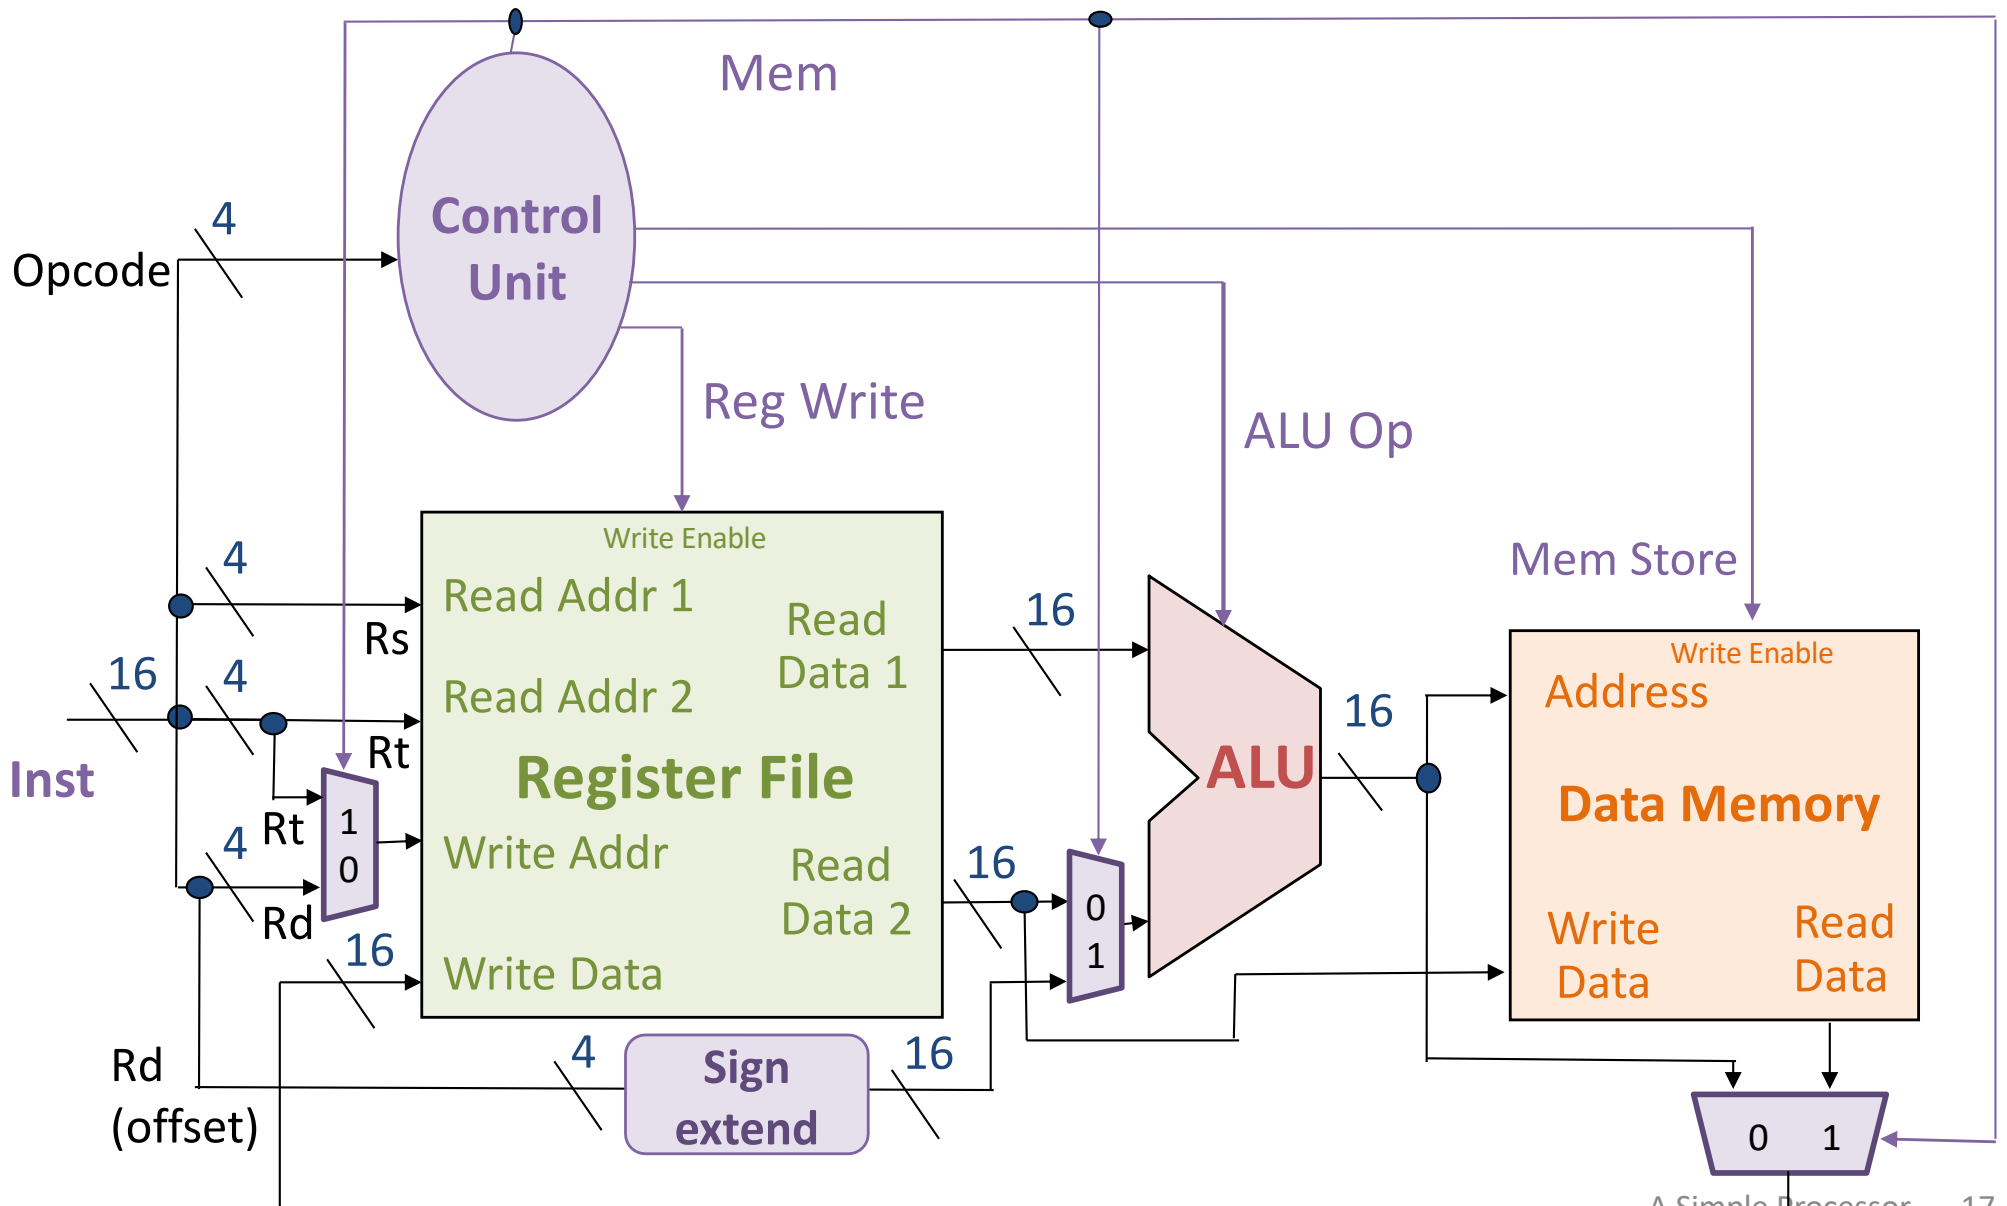 Mem
Control
Unit
4
Opcode
Reg Write
ALU Op
Mem Store
Write Enable
4
Read Addr 1
Rs
Read
Data 1
16
16
4
Read Addr 2
Rt
Inst
Register File
Rt
1
0
4
Rd
Write Addr
Read
Data 2
16
Write Data
16
0
1
ALU
16
Write Enable
Address
Data Memory
Write
Data
Read
Data
Rd
(offset)
4
Sign
extend
16
0 1
A Simple Processor 17